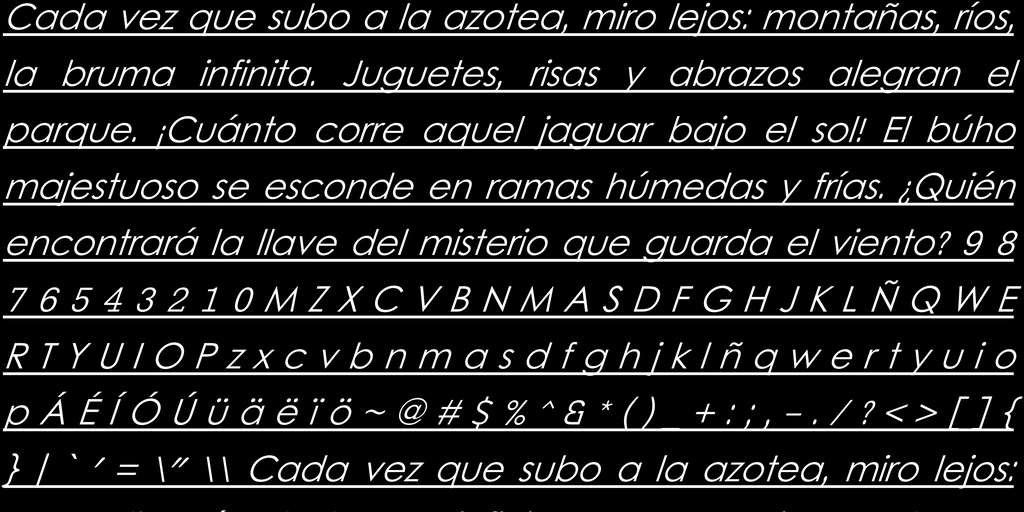 Cada vez que subo a la azotea, miro lejos: montañas, ríos,
la bruma infinita. Juguetes, risas y abrazos alegran el
parque. ¡Cuánto corre aquel jaguar bajo el sol! El búho
majestuoso se esconde en ramas húmedas y frías. ¿Quién
encontrará la llave del misterio que guarda el viento? 9 8
7 6 5 4 3 2 1 0 M Z X C V B N M A S D F G H J K L Ñ Q W E
R T Y U I O P z x c v b n m a s d f g h j k l ñ q w e r t y u i o
p Á É Í Ó Ú ü ä ë ï ö ~ @ # $ % ^ & * ( ) _ + : ; , - . / ? < > [ ] {
} | ` ' = \" \\ Cada vez que subo a la azotea, miro lejos: